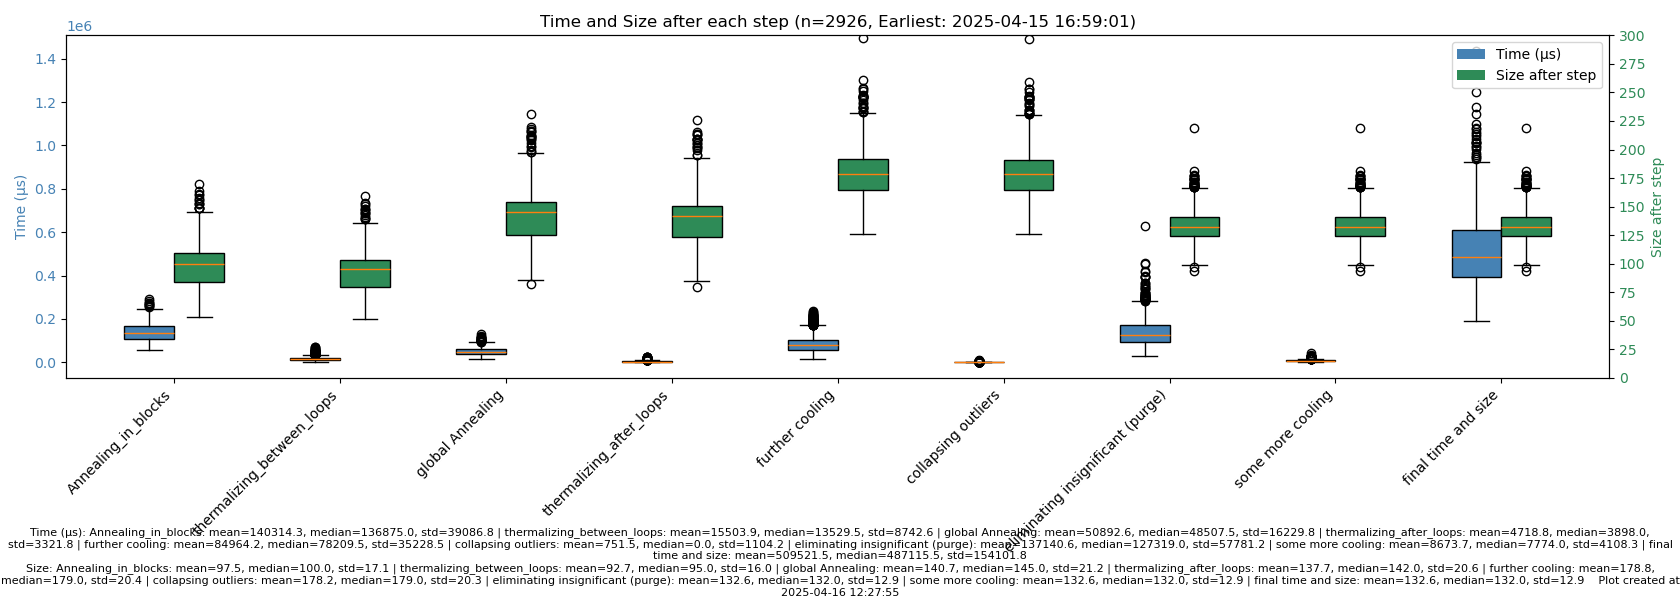 Time and Size after each step (n=2926, Earliest: 2025-04-15 16:59:01)
1e6
1.4
1.2
1.0
0.8
0.6
0.4
0.2
0.0
Time (µs)
Time (µs)
Size after step
300
275
250
225
200
175
150
125
100
75
50
25
0
Size after step
Annealing_in_blocks
thermalizing_between_loops
global Annealing
thermalizing_after_loops
further cooling
collapsing outliers
eliminating insignificant (purge)
some more cooling
final time and size
Time (µs): Annealing_in_blocks: mean=140314.3, median=136875.0, std=39086.8 | thermalizing_between_loops: mean=15503.9, median=13529.5, std=8742.6 | global Annealing: mean=50892.6, median=48507.5, std=16229.8 | thermalizing_after_loops: mean=4718.8, median=3898.0,
std=3321.8 | further cooling: mean=84964.2, median=78209.5, std=35228.5 | collapsing outliers: mean=751.5, median=0.0, std=1104.2 | eliminating insignificant (purge): mean=137140.6, median=127319.0, std=57781.2 | some more cooling: mean=8673.7, median=7774.0, std=4108.3 | final
time and size: mean=509521.5, median=487115.5, std=154101.8
Size: Annealing_in_blocks: mean=97.5, median=100.0, std=17.1 | thermalizing_between_loops: mean=92.7, median=95.0, std=16.0 | global Annealing: mean=140.7, median=145.0, std=21.2 | thermalizing_after_loops: mean=137.7, median=142.0, std=20.6 | further cooling: mean=178.8,
median=179.0, std=20.4 | collapsing outliers: mean=178.2, median=179.0, std=20.3 | eliminating insignificant (purge): mean=132.6, median=132.0, std=12.9 | some more cooling: mean=132.6, median=132.0, std=12.9 | final time and size: mean=132.6, median=132.0, std=12.9    Plot created at
2025-04-16 12:27:55